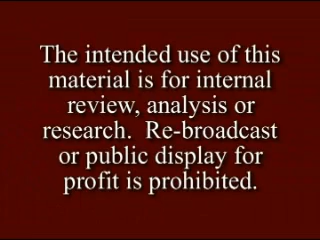 The intended use of this
material is for internal
review, analysis or
research.  Re-broadcast
or public display for
profit is prohibited.